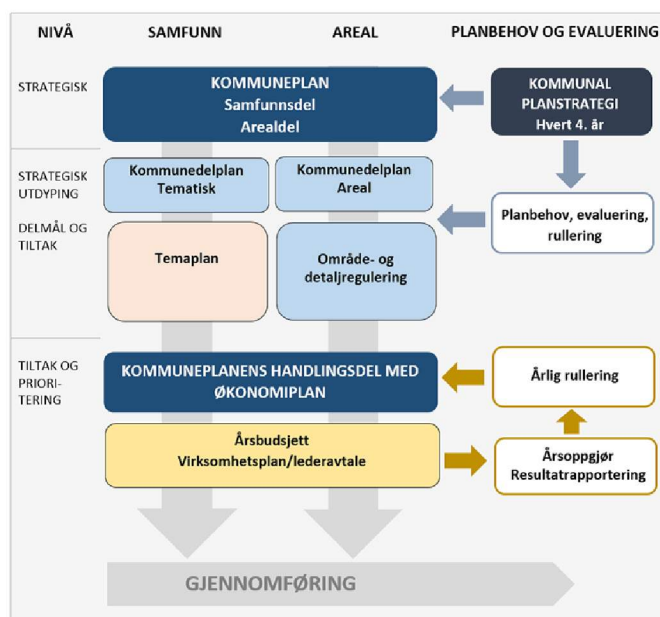 NIVÅ
SAMFUNN
AREAL
PLANBEHOV OG EVALUERING
STRATEGISK
KOMMUNEPLAN
Samfunnsdel
Arealdel
KOMMUNAL
PLANSTRATEGI
Hvert 4. år
STRATEGISK
UTDYPING
Kommunedelplan
Tematisk
Kommunedelplan
Areal
Planbehov, evaluering,
rullering
DELMÅL OG
TILTAK
Temaplan
Område- og
detaljregulering
TILTAK OG
PRIORI-
TERING
KOMMUNEPLANENS HANDLINGSDEL MED
ØKONOMIPLAN
Årlig rullering
Årsbudsjett
Virksomhetsplan/lederavtale
Årsoppgjør
Resultatrapportering
GJENNOMFØRING